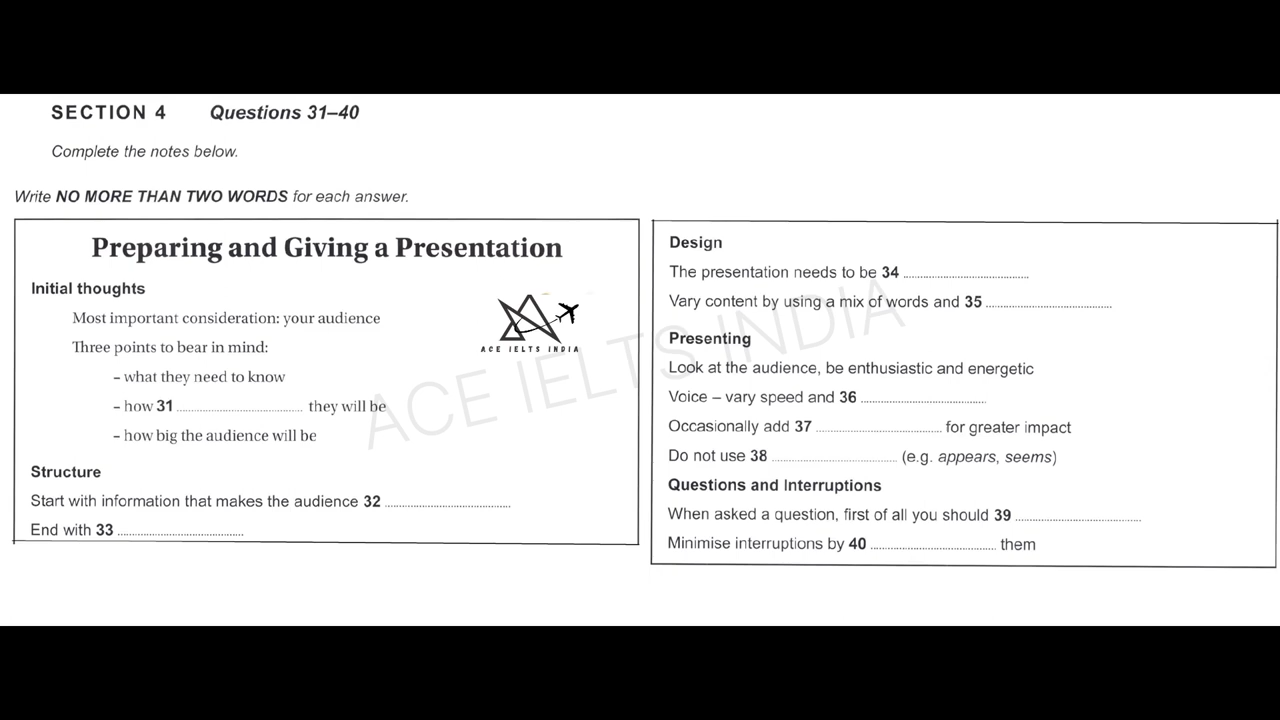 SECTION 4 Questions 31–40
Complete the notes below.
Write NO MORE THAN TWO WORDS for each answer.
Preparing and Giving a Presentation
Initial thoughts
Most important consideration: your audience
Three points to bear in mind:
– what they need to know
– how 31 ........................................ they will be
– how big the audience will be
ACE IELTS INDIA
Structure
Start with information that makes the audience 32 ........................................
End with 33 ........................................
Design
The presentation needs to be 34 ........................................
Vary content by using a mix of words and 35 ........................................
Presenting
Look at the audience, be enthusiastic and energetic
Voice – vary speed and 36 ........................................
Occasionally add 37 ........................................ for greater impact
Do not use 38 ........................................ (e.g. appears, seems)
Questions and Interruptions
When asked a question, first of all you should 39 ........................................
Minimise interruptions by 40 ........................................ them
ACE IELTS INDIA